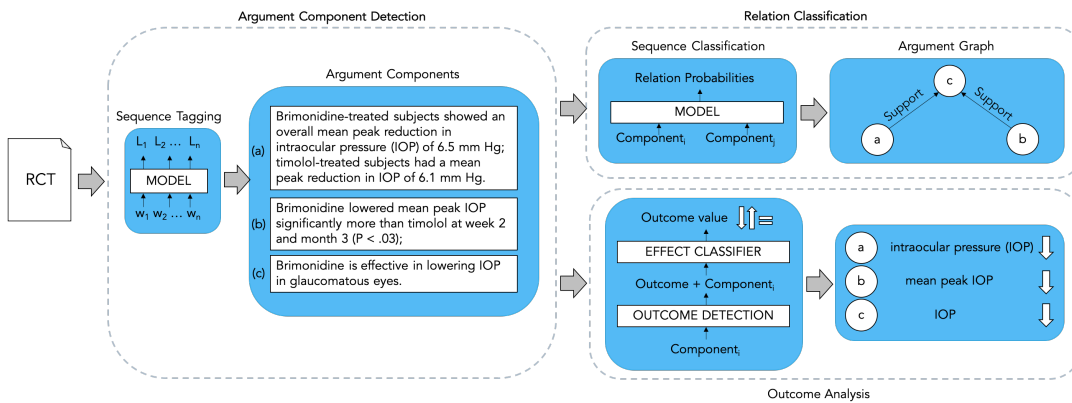 Argument Component Detection
RCT
Sequence Tagging
L1 L2 ... Ln
MODEL
w1 w2 ... wn
Argument Components
(a)
Brimonidine-treated subjects showed an
overall mean peak reduction in
intraocular pressure (IOP) of 6.5 mm Hg;
timolol-treated subjects had a mean
peak reduction in IOP of 6.1 mm Hg.
(b)
Brimonidine lowered mean peak IOP
significantly more than timolol at week 2
and month 3 (P < .03);
(c)
Brimonidine is effective in lowering IOP
in glaucomatous eyes.
Relation Classification
Sequence Classification
Relation Probabilities
MODEL
Componenti Componentj
Argument Graph
c
Support
Support
a
b
Outcome value ⇓⇑=
EFFECT CLASSIFIER
Outcome + Componenti
OUTCOME DETECTION
Componenti
a intraocular pressure (IOP)
b mean peak IOP
c IOP
Outcome Analysis